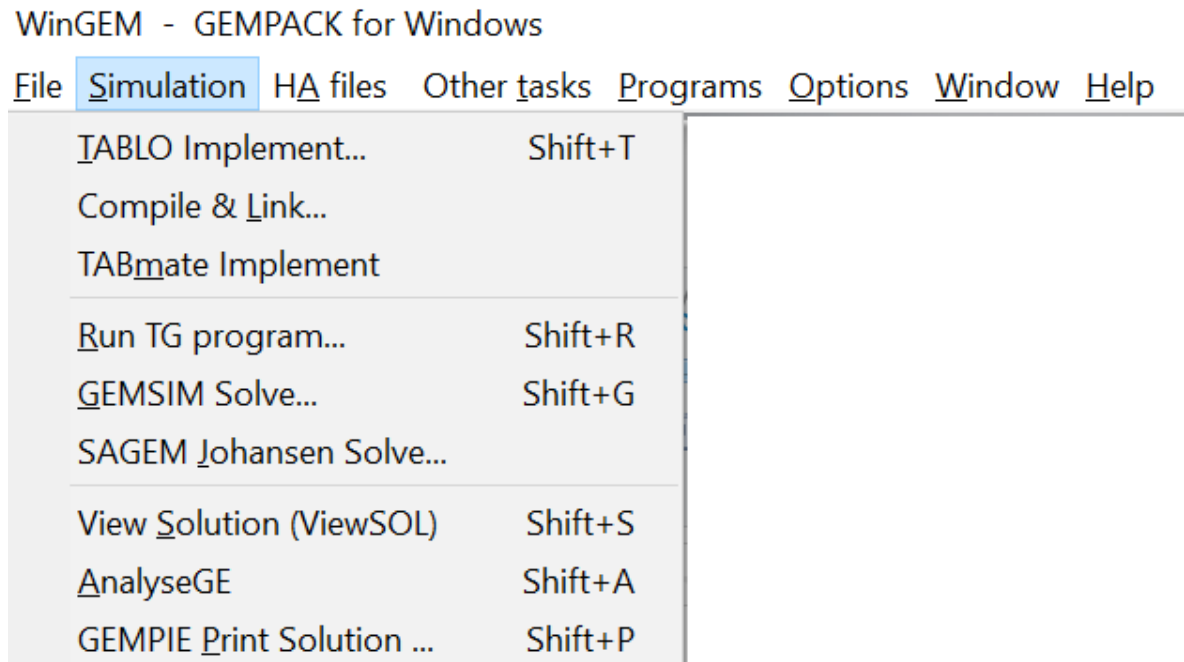 WinGEM - GEMPACK for Windows
File Simulation HA files Other tasks Programs Options Window Help
TABLO Implement... Shift+T
Compile & Link...
TABmate Implement
Run TG program... Shift+R
GEMSIM Solve... Shift+G
SAGEM Johansen Solve...
View Solution (ViewSOL) Shift+S
AnalyseGE Shift+A
GEMPIE Print Solution ... Shift+P